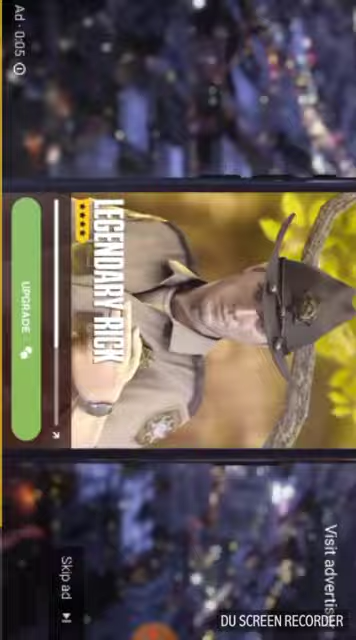 Ad · 0:05
Visit advertis
LEGENDARY RICK
UPGRADE
Skip ad
DU SCREEN RECORDER